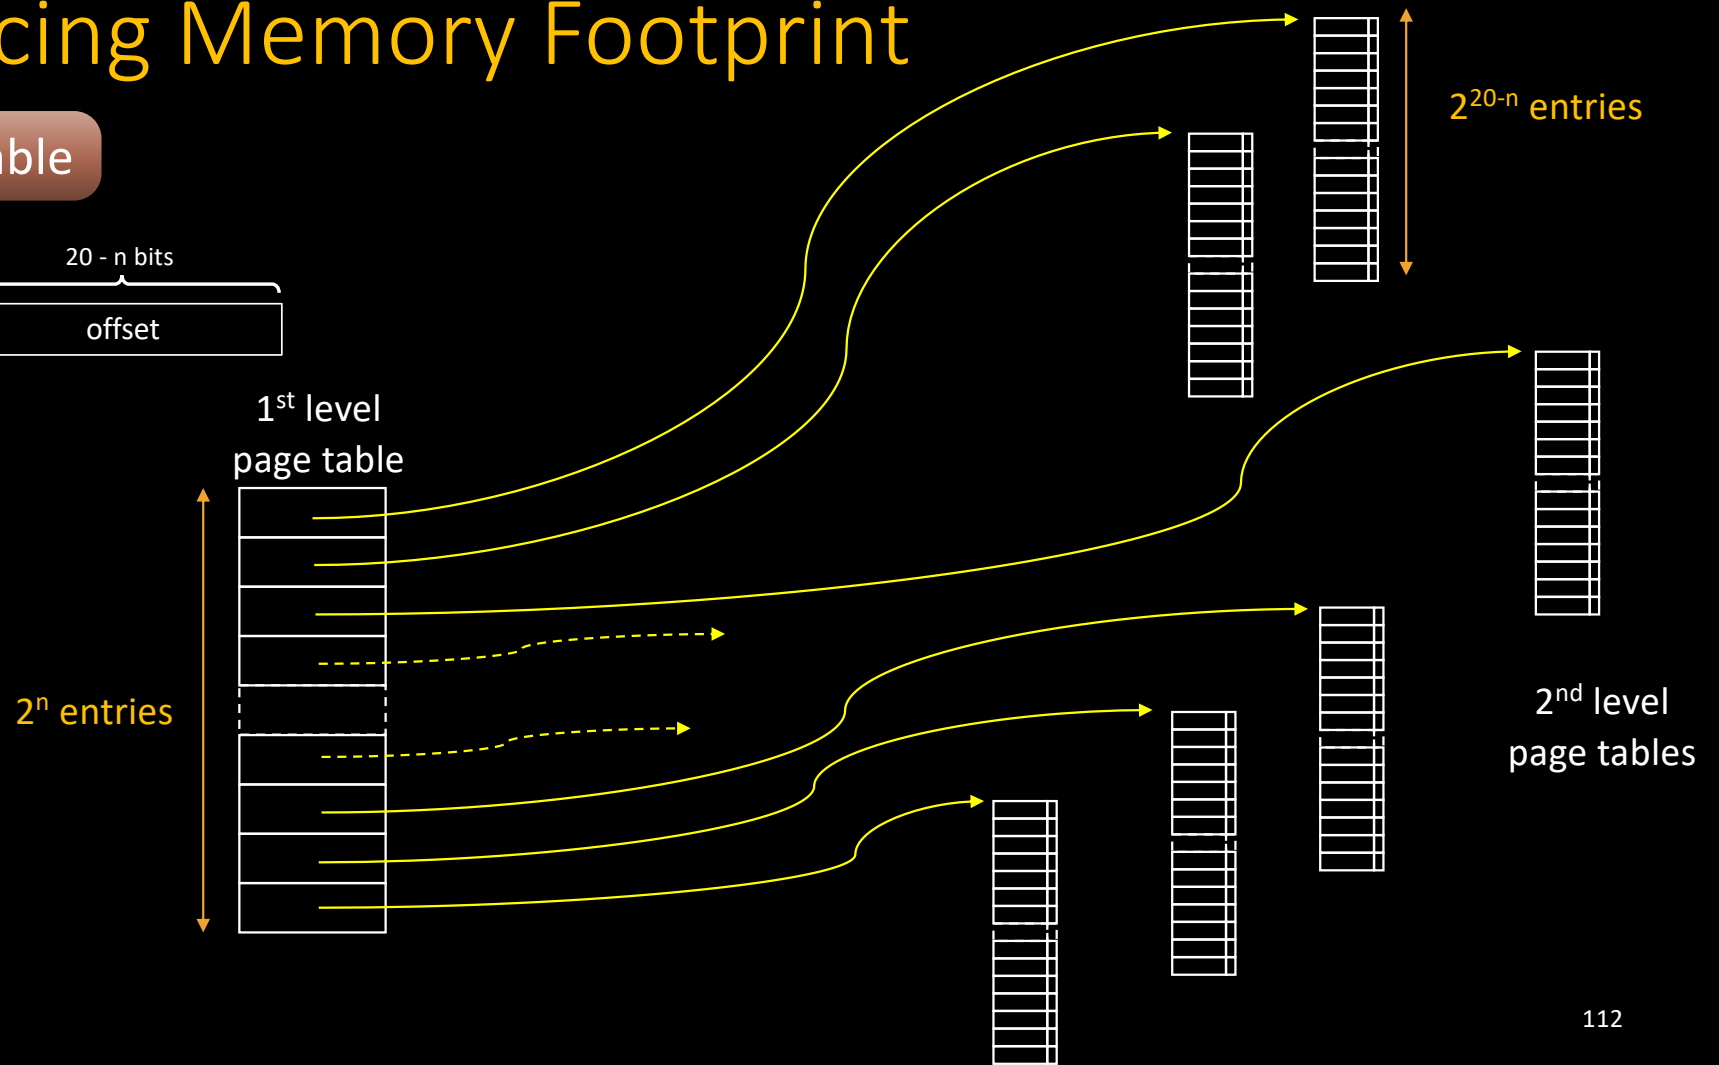 cing Memory Footprint
able
20 - n bits
offset
1st level
page table
2n entries
220-n entries
2nd level
page tables
112